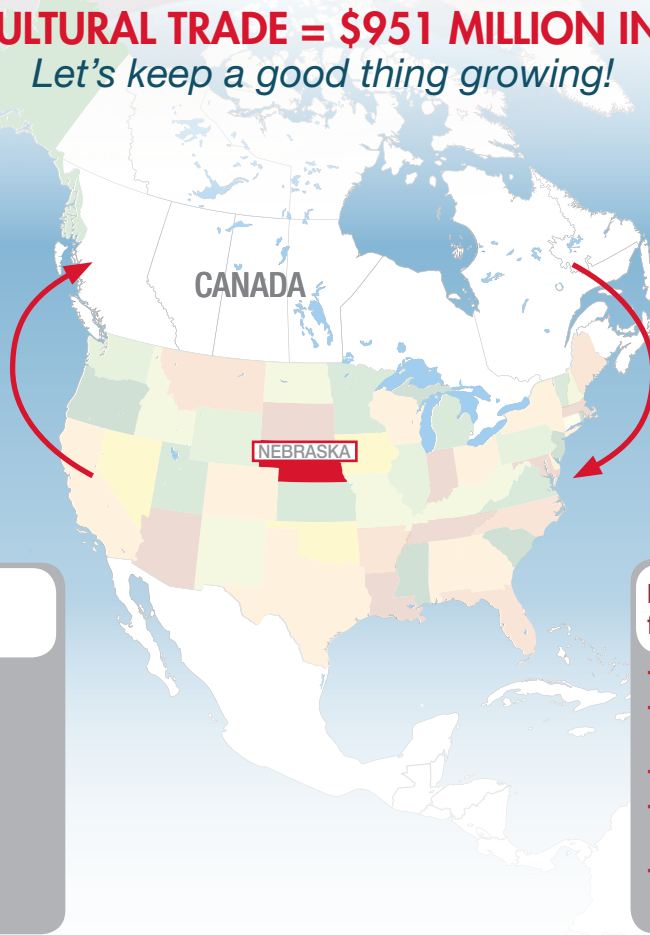 ULTURAL TRADE = $951 MILLION IN
Let's keep a good thing growing!
CANADA
NEBRASKA